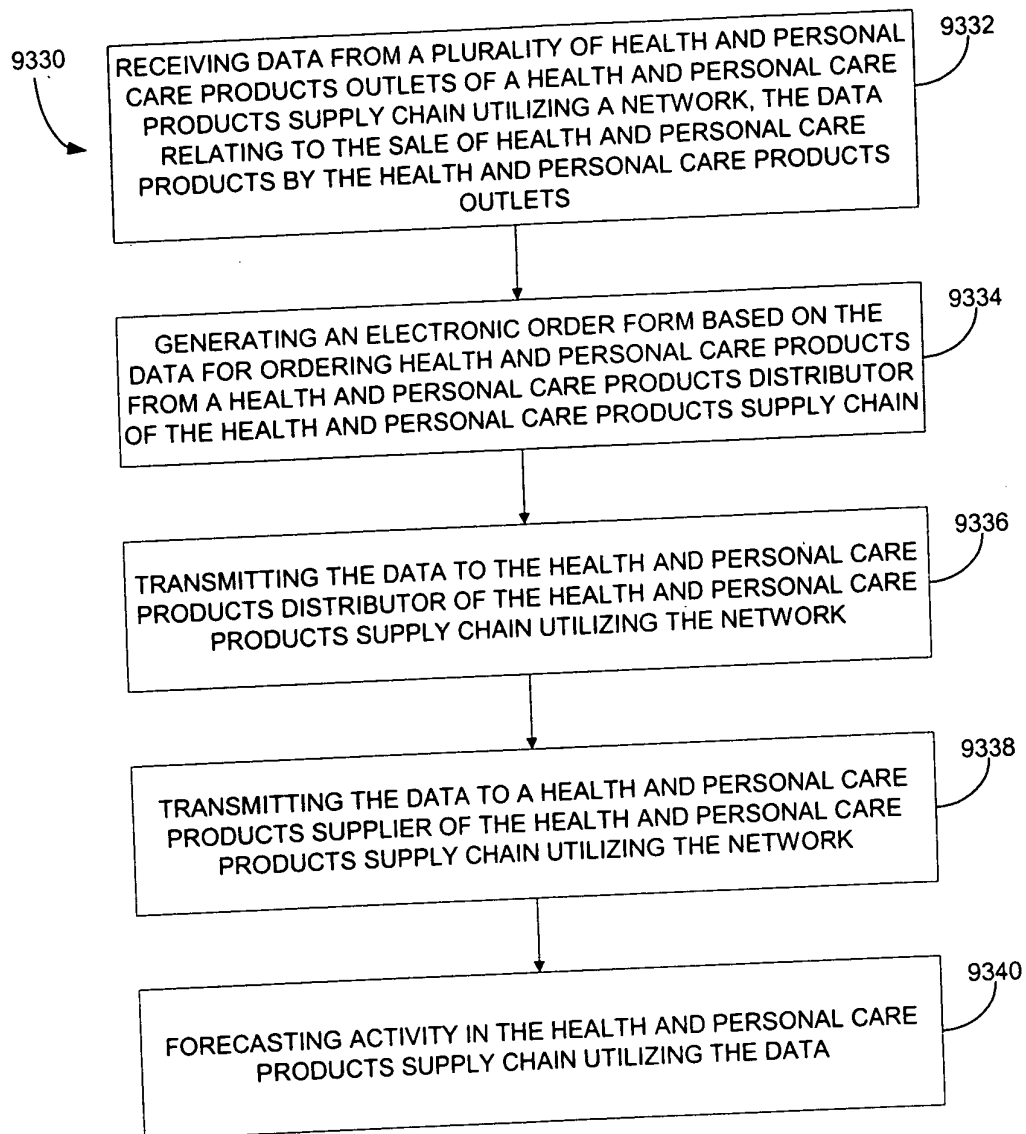 9330
RECEIVING DATA FROM A PLURALITY OF HEALTH AND PERSONAL
CARE PRODUCTS OUTLETS OF A HEALTH AND PERSONAL CARE
PRODUCTS SUPPLY CHAIN UTILIZING A NETWORK, THE DATA
RELATING TO THE SALE OF HEALTH AND PERSONAL CARE
PRODUCTS BY THE HEALTH AND PERSONAL CARE PRODUCTS
OUTLETS
9332
GENERATING AN ELECTRONIC ORDER FORM BASED ON THE
DATA FOR ORDERING HEALTH AND PERSONAL CARE PRODUCTS
FROM A HEALTH AND PERSONAL CARE PRODUCTS DISTRIBUTOR
OF THE HEALTH AND PERSONAL CARE PRODUCTS SUPPLY CHAIN
9334
TRANSMITTING THE DATA TO THE HEALTH AND PERSONAL CARE
PRODUCTS DISTRIBUTOR OF THE HEALTH AND PERSONAL CARE
PRODUCTS SUPPLY CHAIN UTILIZING THE NETWORK
9336
TRANSMITTING THE DATA TO A HEALTH AND PERSONAL CARE
PRODUCTS SUPPLIER OF THE HEALTH AND PERSONAL CARE
PRODUCTS SUPPLY CHAIN UTILIZING THE NETWORK
9338
FORECASTING ACTIVITY IN THE HEALTH AND PERSONAL CARE
PRODUCTS SUPPLY CHAIN UTILIZING THE DATA
9340